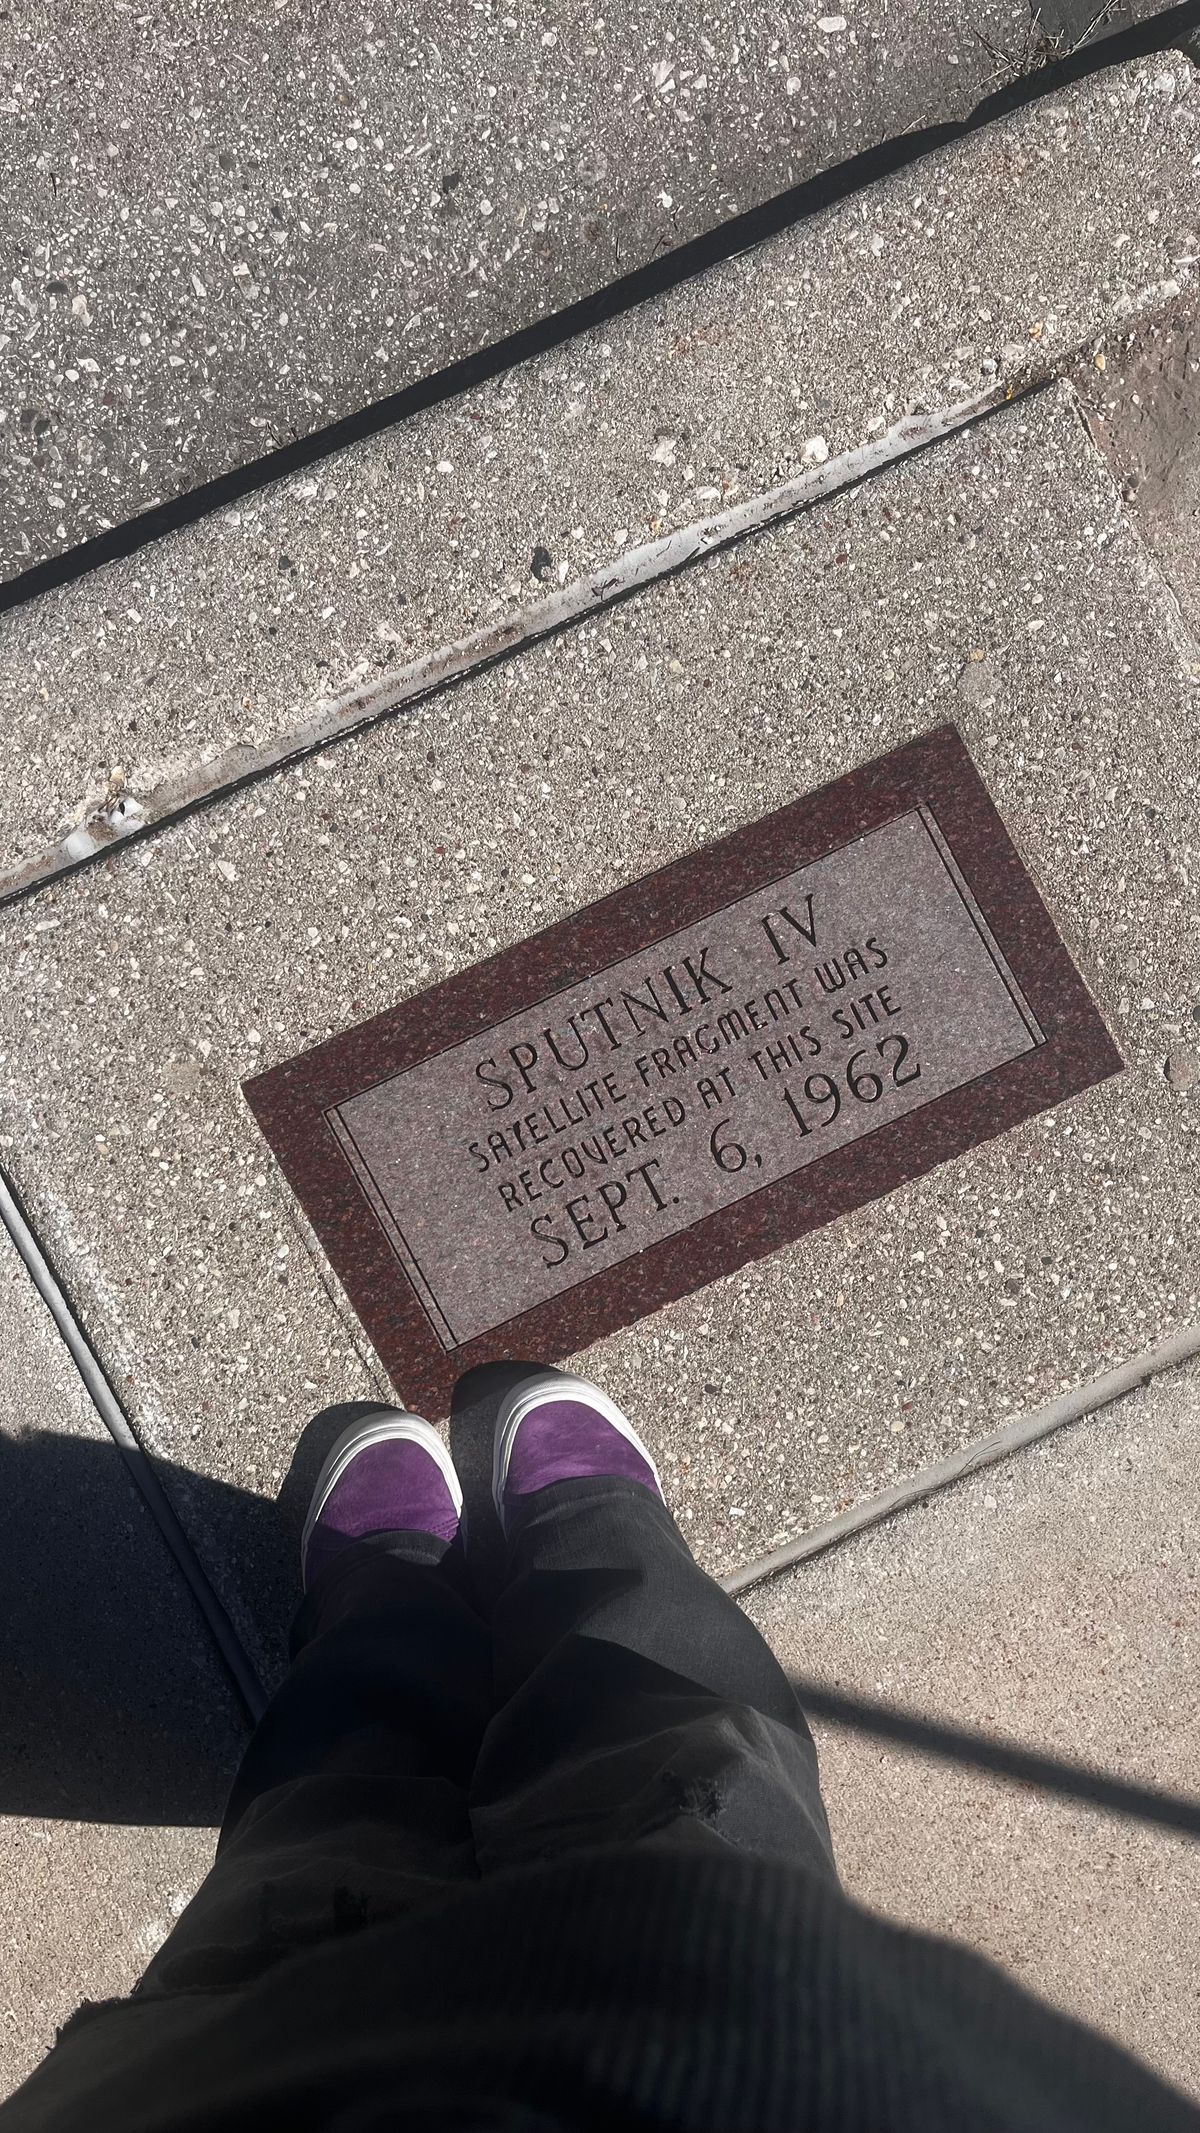 SPUTNIK IV
SATELLITE FRAGMENT WAS
RECOVERED AT THIS SITE
SEPT. 6, 1962